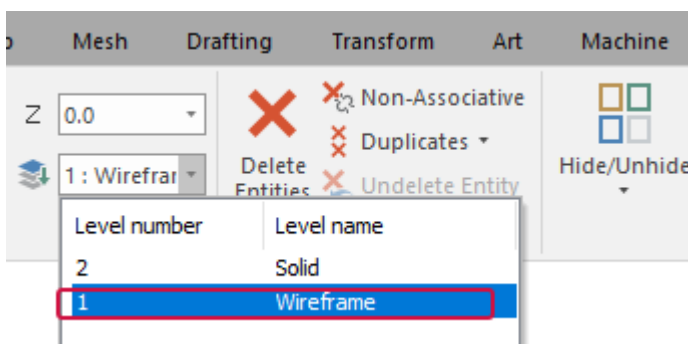 Mesh Drafting Transform Art Machine
Z 0.0
Non-Associative
Duplicates
1 : Wirefrar
Delete
Entities
Undelete Entity
Hide/Unhide
Level number Level name
2 Solid
1 Wireframe